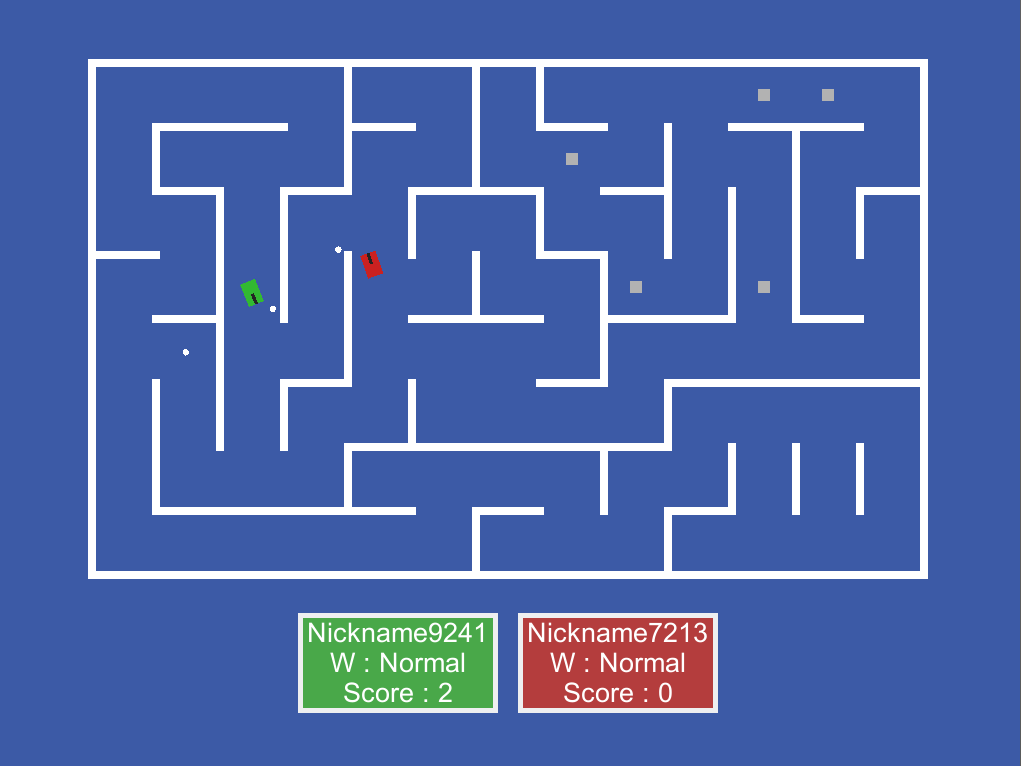 Nickname9241
W : Normal
Score : 2
Nickname7213
W : Normal
Score : 0